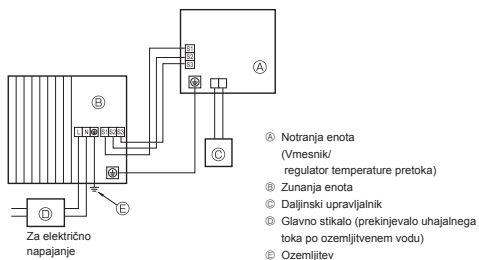 S1
S2
S3
Ⓐ
Ⓑ
L N S1 S2 S3
Ⓒ
Ⓓ
Ⓔ
Za električno
napajanje
Ⓐ Notranja enota
(Vmesnik/
regulator temperature pretoka)
Ⓑ Zunanja enota
Ⓒ Daljinski upravljalnik
Ⓓ Glavno stikalo (prekinjevalo uhajalnega
toka po ozemljitvenem vodu)
Ⓔ Ozemljitev